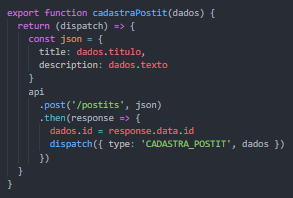 export function cadastraPostit(dados) {
  return (dispatch) => {
    const json = {
      title: dados.titulo,
      description: dados.texto
    }
    api
      .post('/postits', json)
      .then(response => {
        dados.id = response.data.id
        dispatch({ type: 'CADASTRA_POSTIT', dados })
      })
  }
}